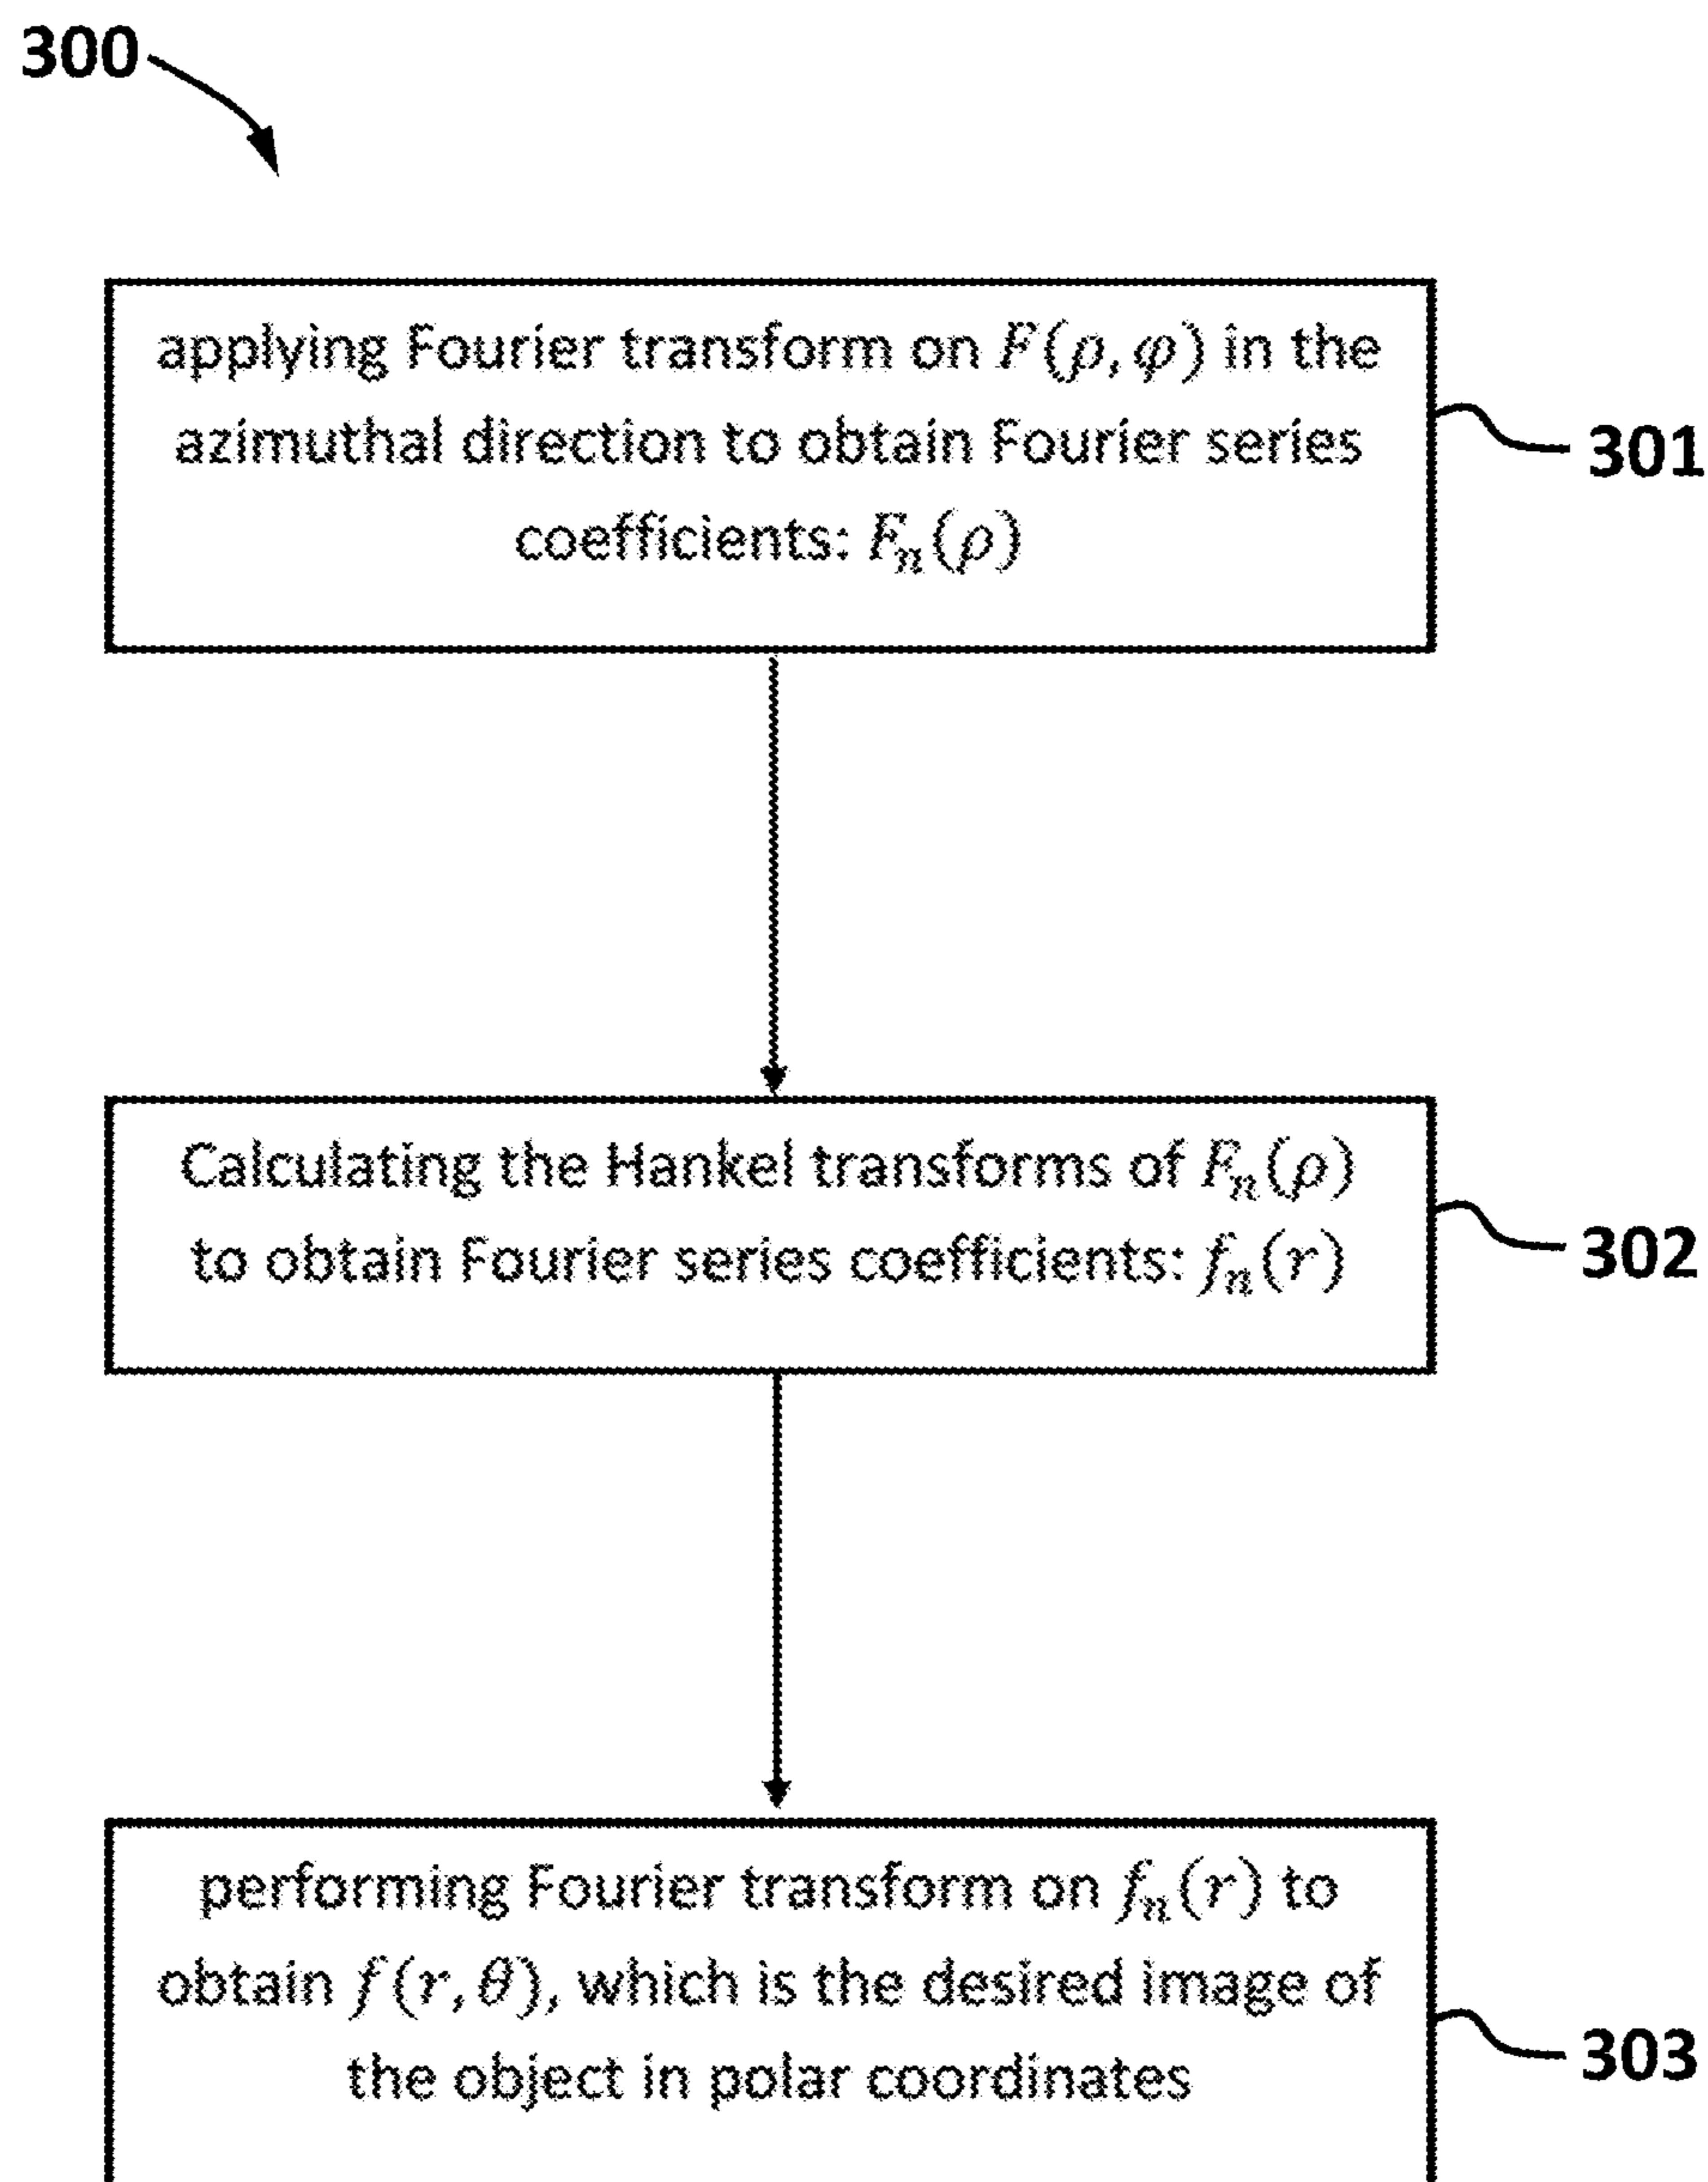 300
applying Fourier transform on F(ρ, φ) in the
azimuthal direction to obtain Fourier series
coefficients: Fₙ(ρ)
301
Calculating the Hankel transforms of Fₙ(ρ)
to obtain Fourier series coefficients: fₙ(r)
302
performing Fourier transform on fₙ(r) to
obtain f(r, θ), which is the desired image of
the object in polar coordinates
303